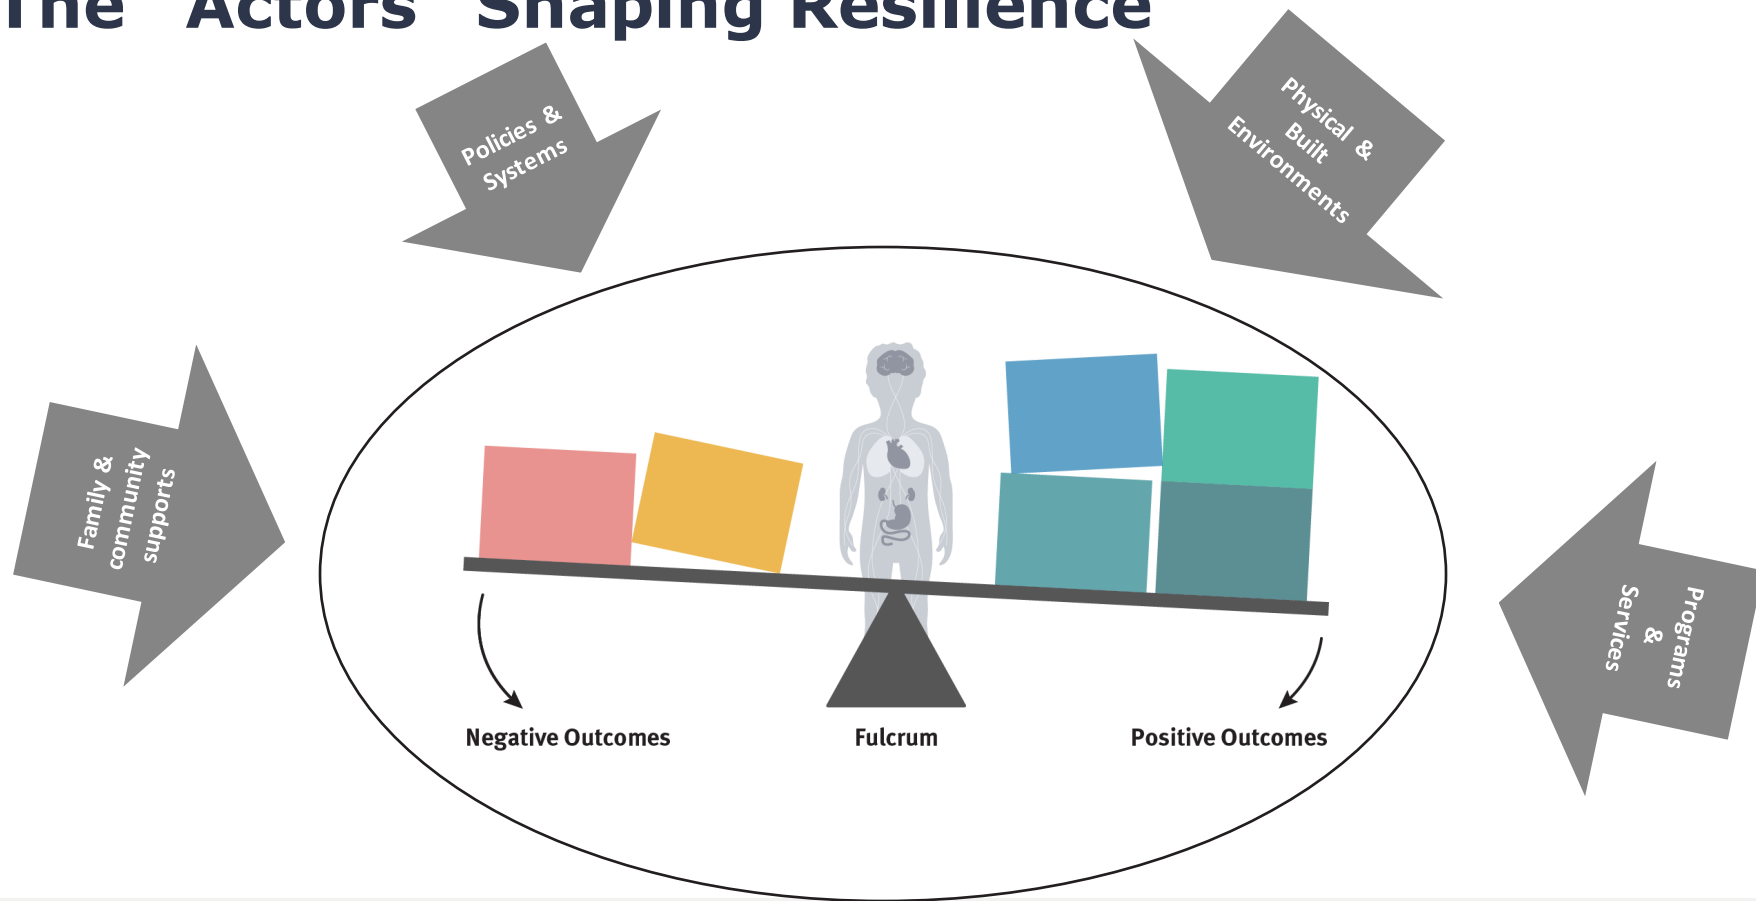 The "Actors" Shaping Resilience
Policies &
Systems
Physical &
Built
Environments
Family &
community
supports
Programs
&
Services
Negative Outcomes
Fulcrum
Positive Outcomes